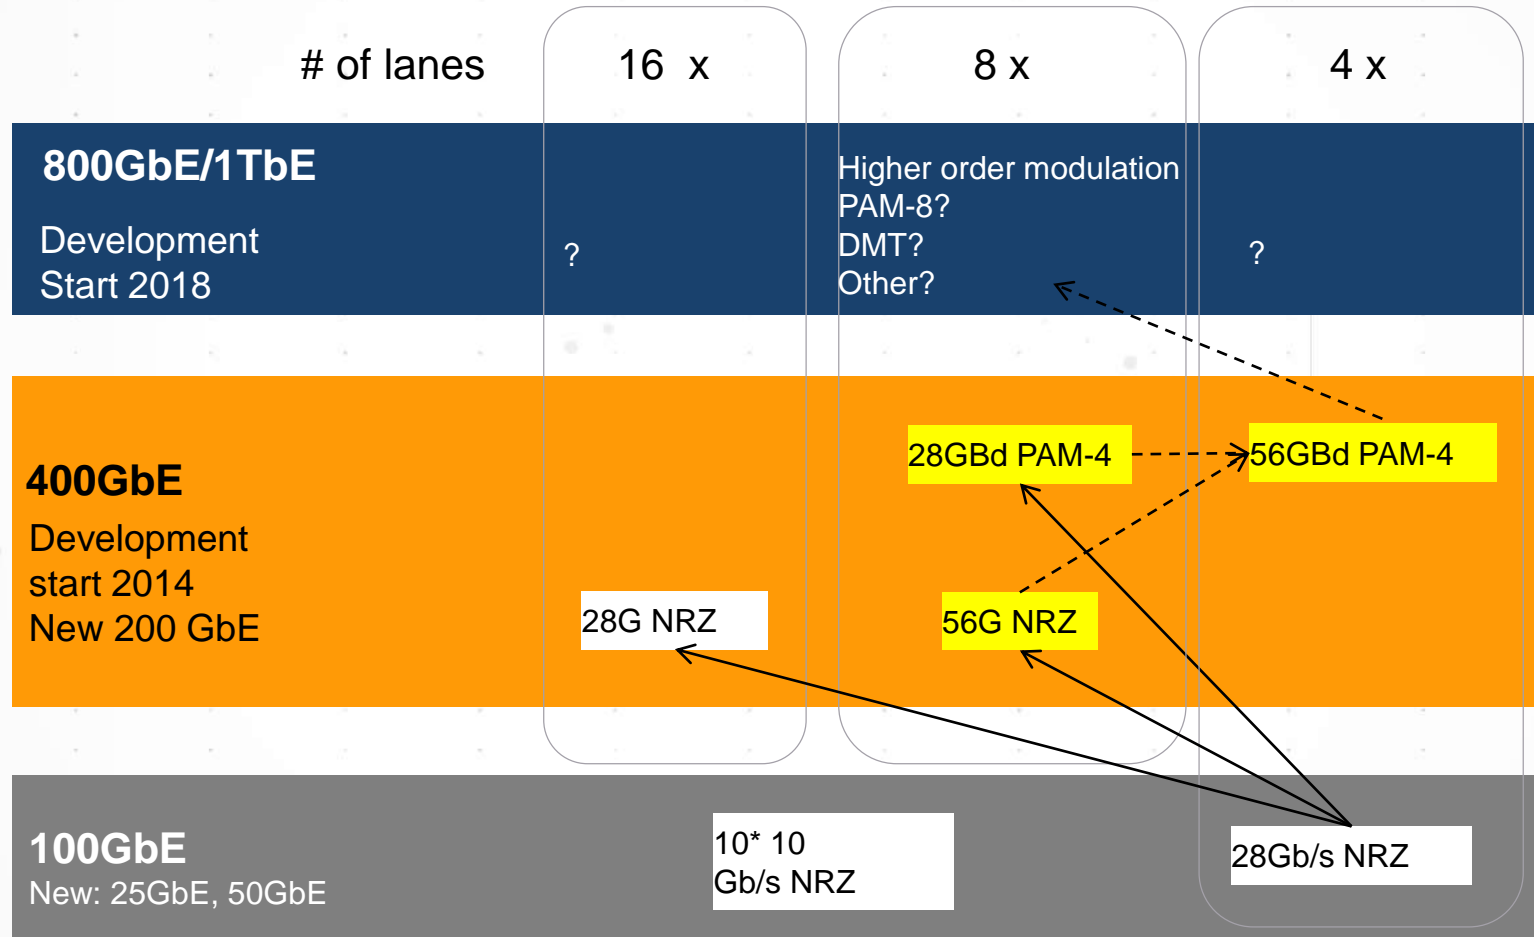 # of lanes
16 x
8 x
4 x
800GbE/1TbE
Development
Start 2018
?
Higher order modulation
PAM-8?
DMT?
Other?
?
400GbE
Development
start 2014
New 200 GbE
28GBd PAM-4
56GBd PAM-4
28G NRZ
56G NRZ
100GbE
New: 25GbE, 50GbE
10* 10
Gb/s NRZ
28Gb/s NRZ